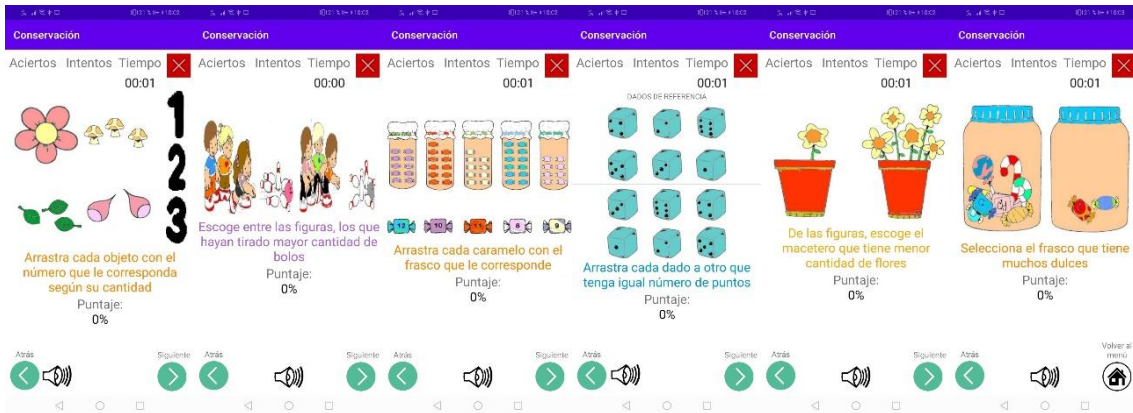 Conservación
Aciertos Intentos Tiempo
00:01
1
2
3
Arrastra cada objeto con el
número que le corresponda
según su cantidad
Puntaje:
0%
Atrás
Siguiente
Conservación
Aciertos Intentos Tiempo
00:00
Escoge entre las figuras, los que
hayan tirado mayor cantidad de
bolos
Puntaje:
0%
Atrás
Siguiente
Conservación
Aciertos Intentos Tiempo
00:01
12 10 11 8 9
Arrastra cada caramelo con el
frasco que le corresponde
Puntaje:
0%
Atrás
Siguiente
Conservación
Aciertos Intentos Tiempo
00:01
DADOS DE REFERENCIA
Arrastra cada dado a otro que
tenga igual número de puntos
Puntaje:
0%
Atrás
Siguiente
Conservación
Aciertos Intentos Tiempo
00:01
De las figuras, escoge el
macetero que tiene menor
cantidad de flores
Puntaje:
0%
Atrás
Siguiente
Conservación
Aciertos Intentos Tiempo
00:01
Selecciona el frasco que tiene
muchos dulces
Puntaje:
0%
Atrás
Volver al
menú